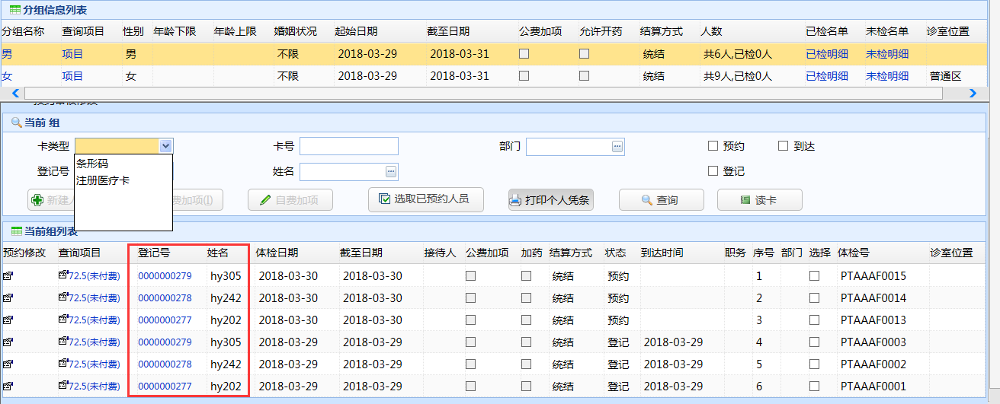 分组信息列表
分组名称 查询项目 性别 年龄下限 年龄上限 婚姻状况 起始日期 截至日期 公费加项 允许开药 结算方式 人数 已检名单 未检名单 诊室位置
男 项目 男 不限 2018-03-29 2018-03-31 统结 共6人,已检0人 已检明细 未检明细
女 项目 女 不限 2018-03-29 2018-03-31 统结 共9人,已检0人 已检明细 未检明细 普通区
当前 组
卡类型 卡号 部门 预约 到达
条形码
登记号 姓名 登记
注册医疗卡
新建 费加项(I) 自费加项 选取已预约人员 打印个人凭条 查询 读卡
当前组列表
预约修改 查询项目 登记号 姓名 体检日期 截至日期 接待人 公费加项 加药 结算方式 状态 到达时间 职务 序号 部门 选择 体检号 诊室位置
72.5(未付费) 0000000279 hy305 2018-03-30 2018-03-30 统结 预约 1 PTAAAF0015
72.5(未付费) 0000000278 hy242 2018-03-30 2018-03-30 统结 预约 2 PTAAAF0014
72.5(未付费) 0000000277 hy202 2018-03-30 2018-03-30 统结 预约 3 PTAAAF0013
72.5(未付费) 0000000279 hy305 2018-03-29 2018-03-29 统结 登记 2018-03-29 4 PTAAAF0003
72.5(未付费) 0000000278 hy242 2018-03-29 2018-03-29 统结 登记 2018-03-29 5 PTAAAF0002
72.5(未付费) 0000000277 hy202 2018-03-29 2018-03-29 统结 登记 2018-03-29 6 PTAAAF0001